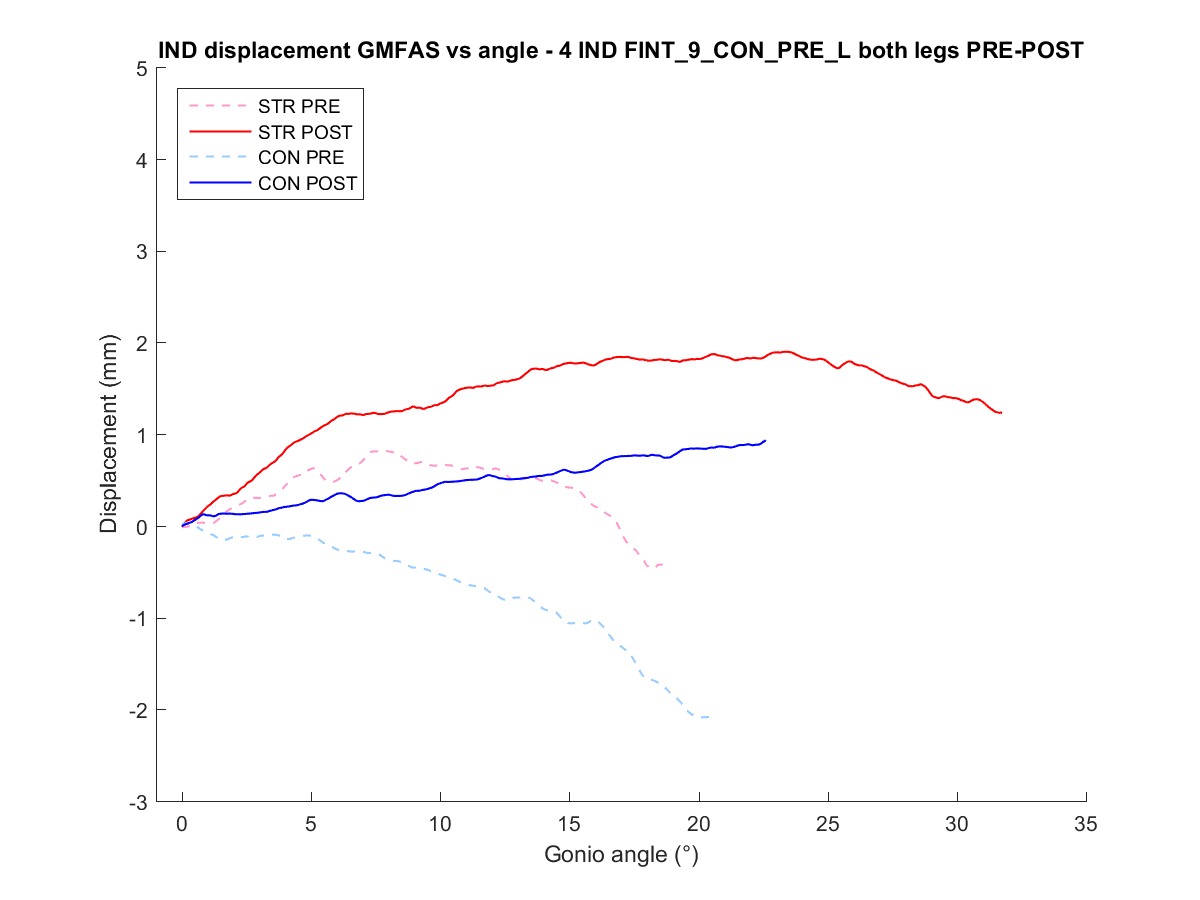 IND displacement GMFAS vs angle - 4 IND FINT_9_CON_PRE_L both legs PRE-POST
STR PRE
STR POST
CON PRE
CON POST
5
4
3
2
1
0
-1
-2
-3
Displacement (mm)
0 5 10 15 20 25 30 35
Gonio angle (°)